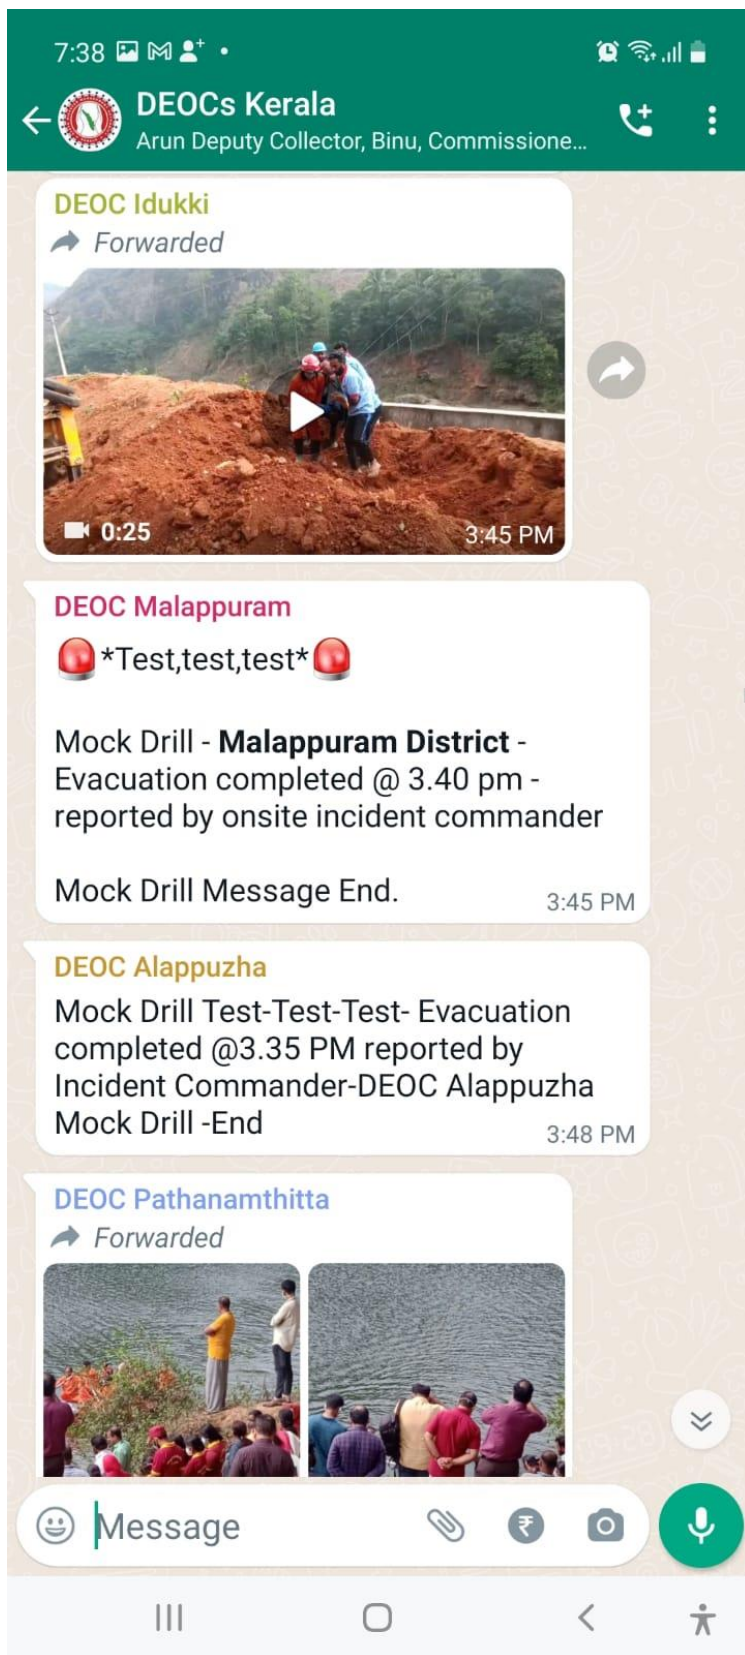 7:38
DEOCs Kerala
Arun Deputy Collector, Binu, Commissione...
DEOC Idukki
Forwarded
0:25
3:45 PM
DEOC Malappuram
🚨*Test,test,test*🚨
Mock Drill - Malappuram District -
Evacuation completed @ 3.40 pm -
reported by onsite incident commander
Mock Drill Message End.
3:45 PM
DEOC Alappuzha
Mock Drill Test-Test-Test- Evacuation
completed @3.35 PM reported by
Incident Commander-DEOC Alappuzha
Mock Drill -End
3:48 PM
DEOC Pathanamthitta
Forwarded
Message